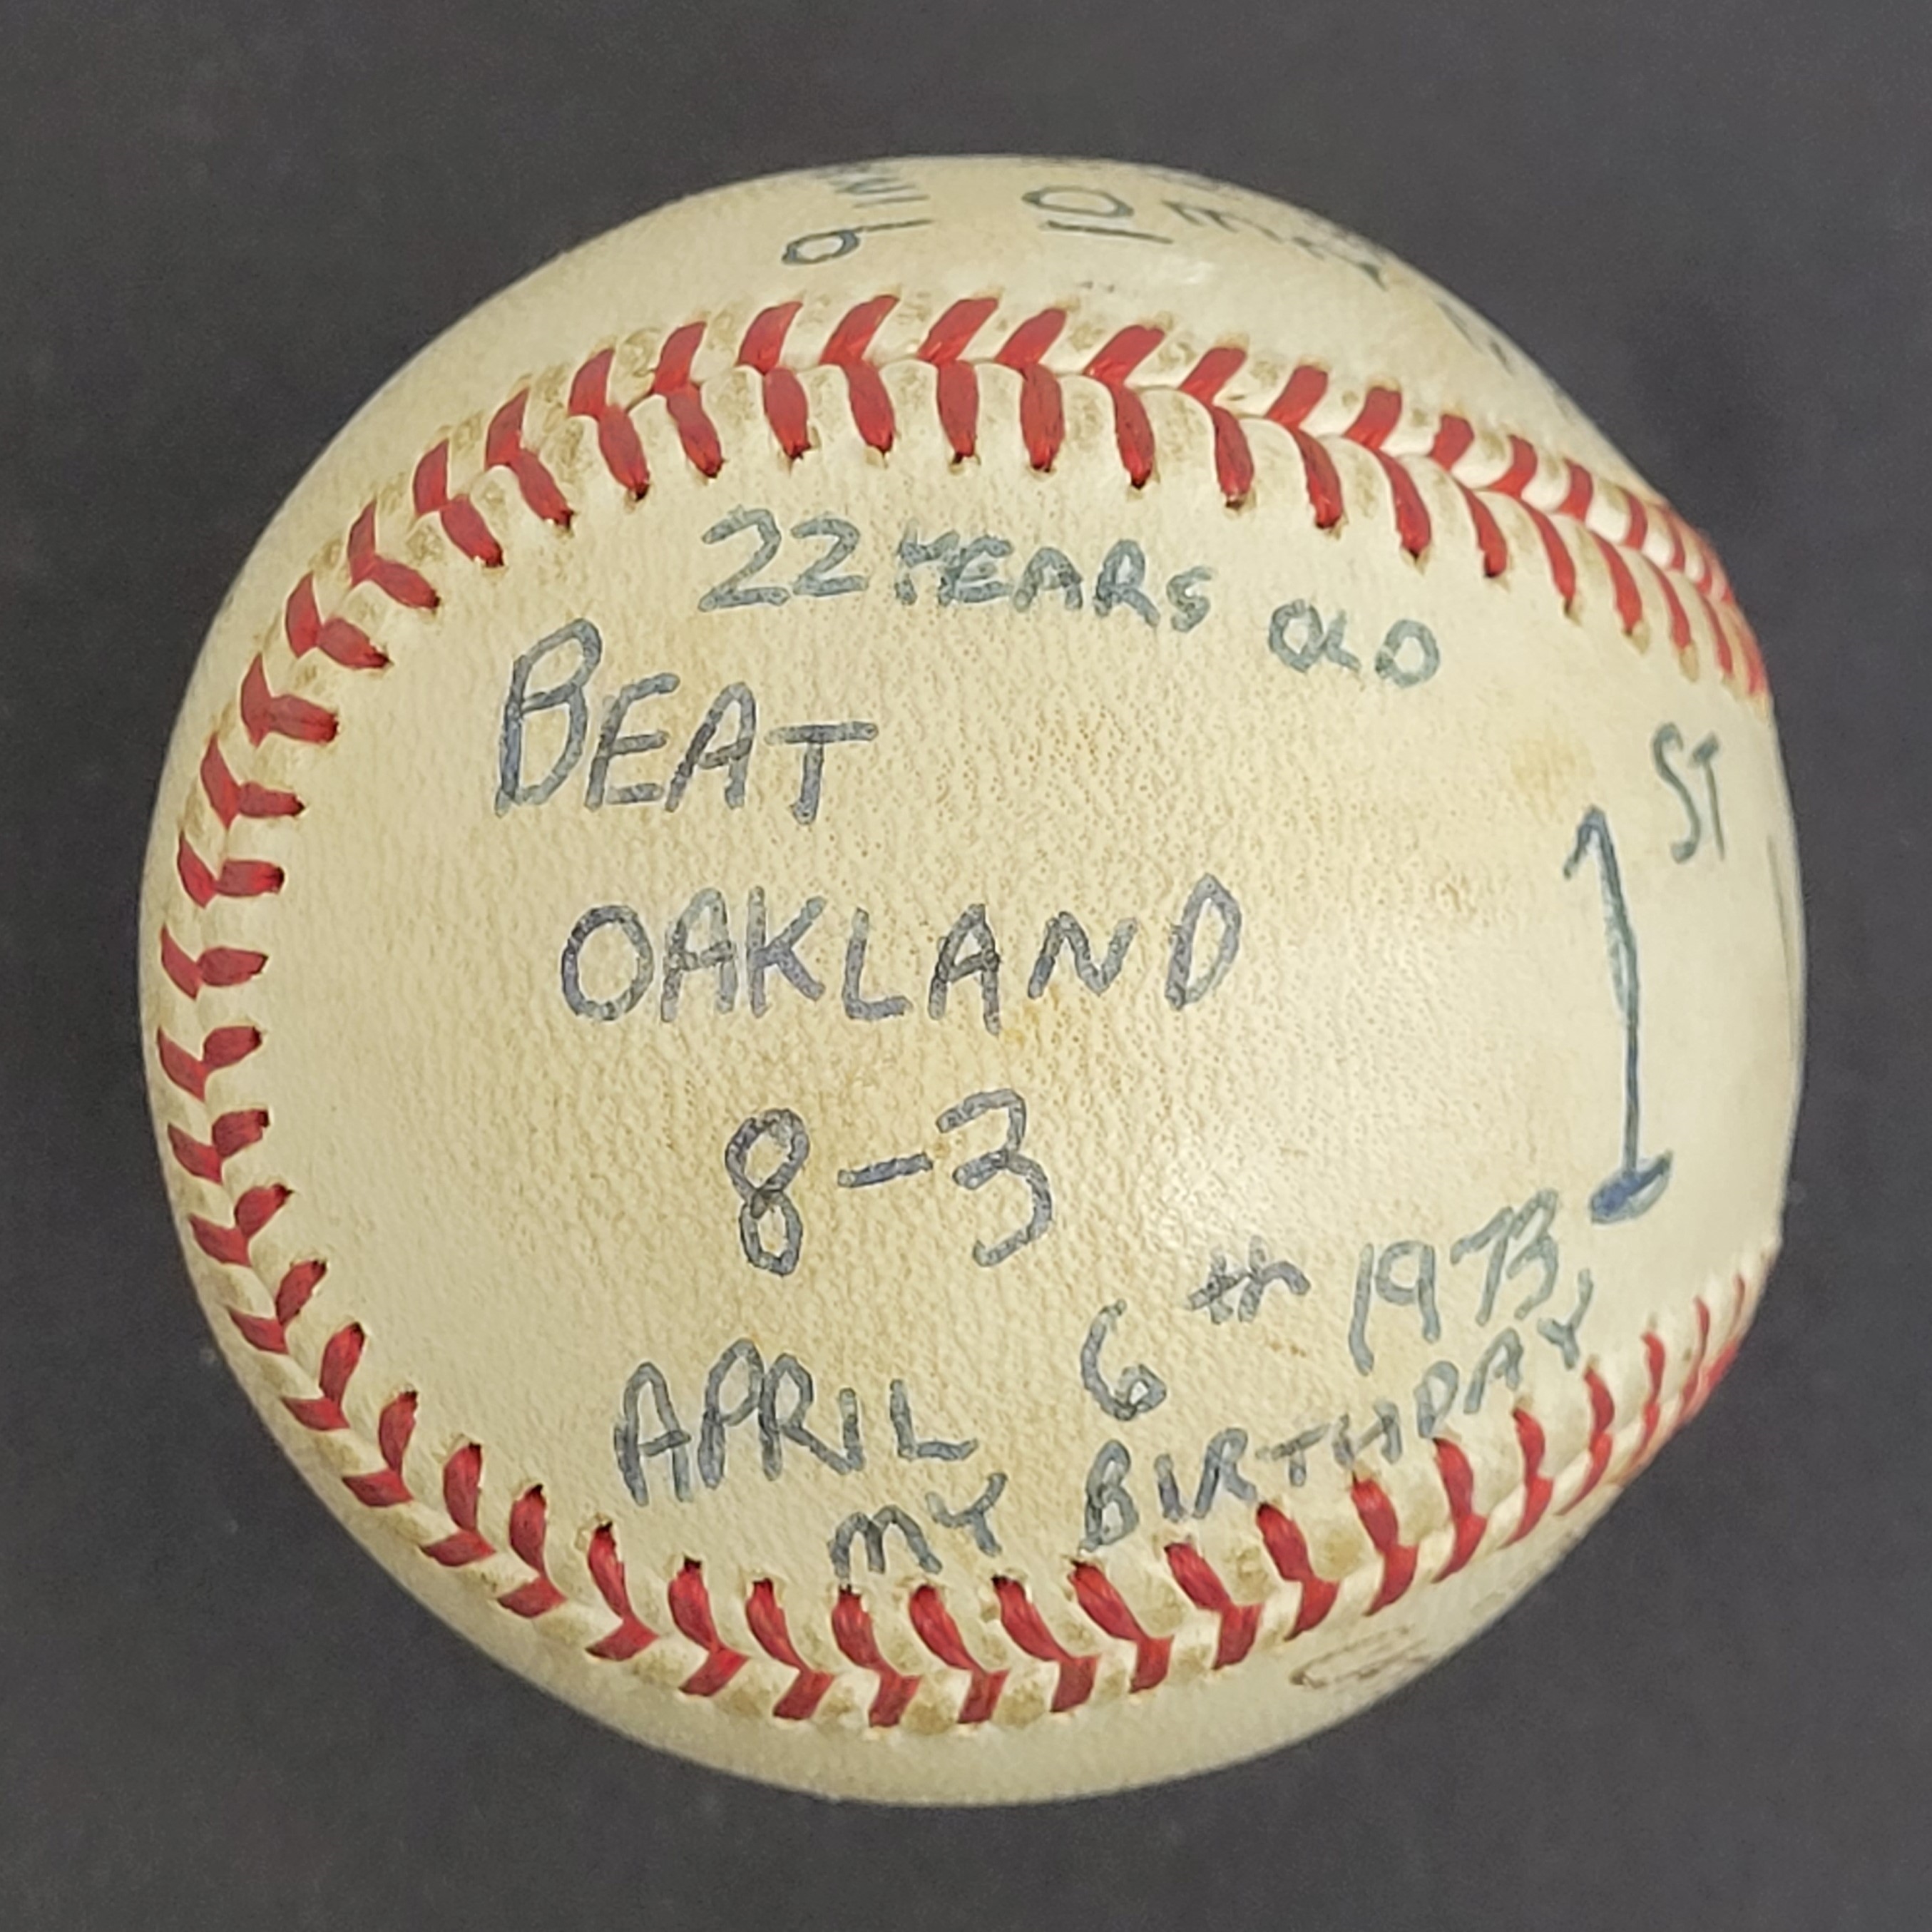 22 YEARS OLD
BEAT
OAKLAND
8-3
1ST
APRIL 6th 1973
MY BIRTHDAY